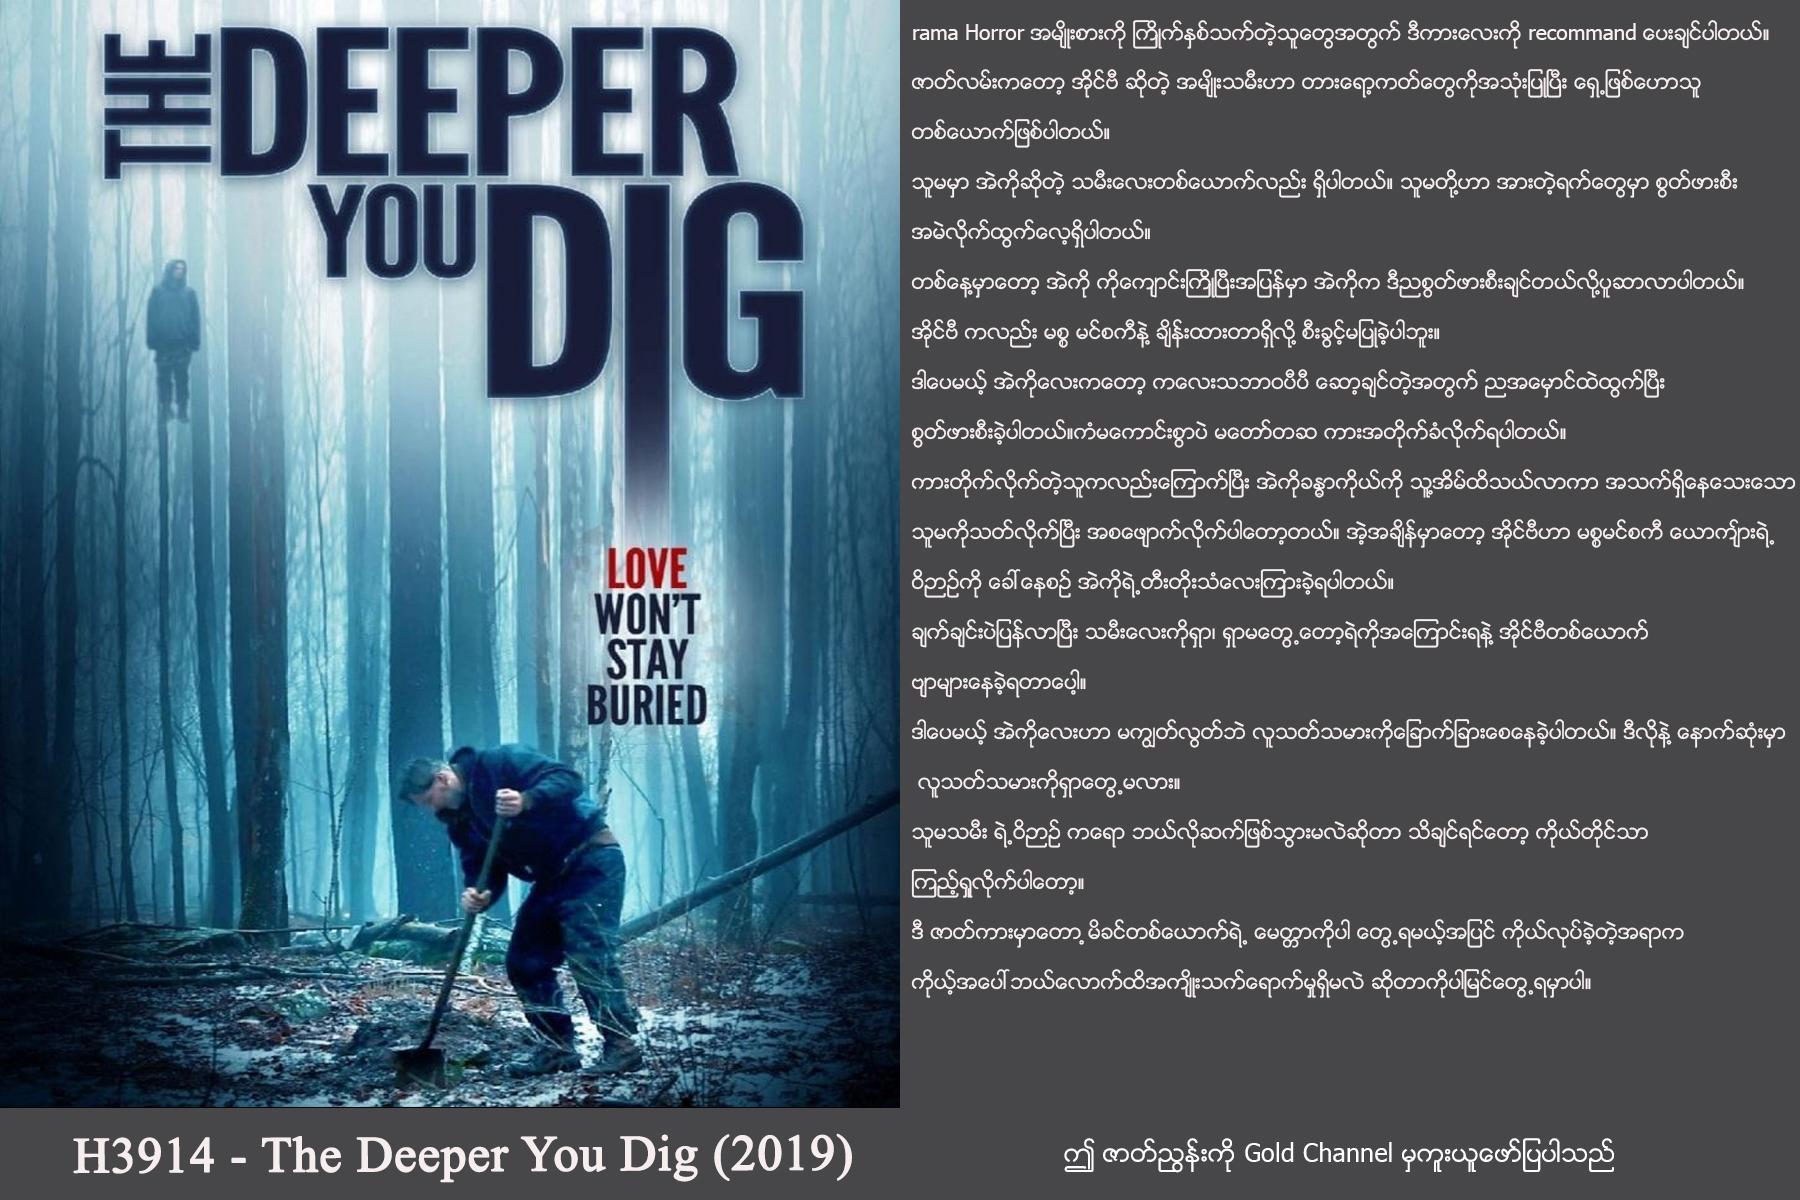 THE DEEPER
YOU DIG
LOVE
WON'T
STAY
BURIED
H3914 - The Deeper You Dig (2019)
rama Horror အမျိုးစားကို ကြိုက်နှစ်သက်တဲ့သူတွေအတွက် ဒီကားလေးကို recommand ပေးချင်ပါတယ်။
ဇာတ်လမ်းကတော့ အိုင်ဗီ ဆိုတဲ့ အမျိုးသမီးဟာ တားရော့ကတ်တွေကိုအသုံးပြုပြီး ရှေ့ဖြစ်ဟောသူ
တစ်ယောက်ဖြစ်ပါတယ်။
သူမမှာ အဲကိုဆိုတဲ့ သမီးလေးတစ်ယောက်လည်း ရှိပါတယ်။ သူမတို့ဟာ အားတဲ့ရက်တွေမှာ စွတ်ဖားစီး
အမဲလိုက်ထွက်လေ့ရှိပါတယ်။
တစ်နေ့မှာတော့ အဲကို ကိုကျောင်းကြိုပြီးအပြန်မှာ အဲကိုက ဒီညစွတ်ဖားစီးချင်တယ်လို့ပူဆာလာပါတယ်။
အိုင်ဗီ ကလည်း မစ္စ မင်စကီနဲ့ ချိန်းထားတာရှိလို့ စီးခွင့်မပြုခဲ့ပါဘူး။
ဒါပေမယ့် အဲကိုလေးကတော့ ကလေးသဘာဝပီပီ ဆော့ချင်တဲ့အတွက် ညအမှောင်ထဲထွက်ပြီး
စွတ်ဖားစီးခဲ့ပါတယ်။ကံမကောင်းစွာပဲ မတော်တဆ ကားအတိုက်ခံလိုက်ရပါတယ်။
ကားတိုက်လိုက်တဲ့သူကလည်းကြောက်ပြီး အဲကိုခန္ဓာကိုယ်ကို သူ့အိမ်ထိသယ်လာကာ အသက်ရှိနေသေးသော
သူမကိုသတ်လိုက်ပြီး အစဖျောက်လိုက်ပါတော့တယ်။ အဲ့အချိန်မှာတော့ အိုင်ဗီဟာ မစ္စမင်စကီ ယောကျ်ားရဲ့
ဝိဉာဉ်ကို ခေါ်နေစဉ် အဲကိုရဲ့တီးတိုးသံလေးကြားခဲ့ရပါတယ်။
ချက်ချင်းပဲပြန်လာပြီး သမီးလေးကိုရှာ၊ ရှာမတွေ့တော့ရဲကိုအကြောင်းရနဲ့ အိုင်ဗီတစ်ယောက်
ဗျာများနေခဲ့ရတာပေါ့။
ဒါပေမယ့် အဲကိုလေးဟာ မကျွတ်လွတ်ဘဲ လူသတ်သမားကိုခြောက်ခြားစေနေခဲ့ပါတယ်။ ဒီလိုနဲ့ နောက်ဆုံးမှာ
လူသတ်သမားကိုရှာတွေ့မလား။
သူမသမီး ရဲ့ဝိဉာဉ် ကရော ဘယ်လိုဆက်ဖြစ်သွားမလဲဆိုတာ သိချင်ရင်တော့ ကိုယ်တိုင်သာ
ကြည့်ရှုလိုက်ပါတော့။
ဒီ ဇာတ်ကားမှာတော့ မိခင်တစ်ယောက်ရဲ့ မေတ္တာကိုပါ တွေ့ရမယ့်အပြင် ကိုယ်လုပ်ခဲ့တဲ့အရာက
ကိုယ့်အပေါ်ဘယ်လောက်ထိအကျိုးသက်ရောက်မှုရှိမလဲ ဆိုတာကိုပါမြင်တွေ့ရမှာပါ။
ဤ ဇာတ်ညွှန်းကို Gold Channel မှကူးယူဖော်ပြပါသည်